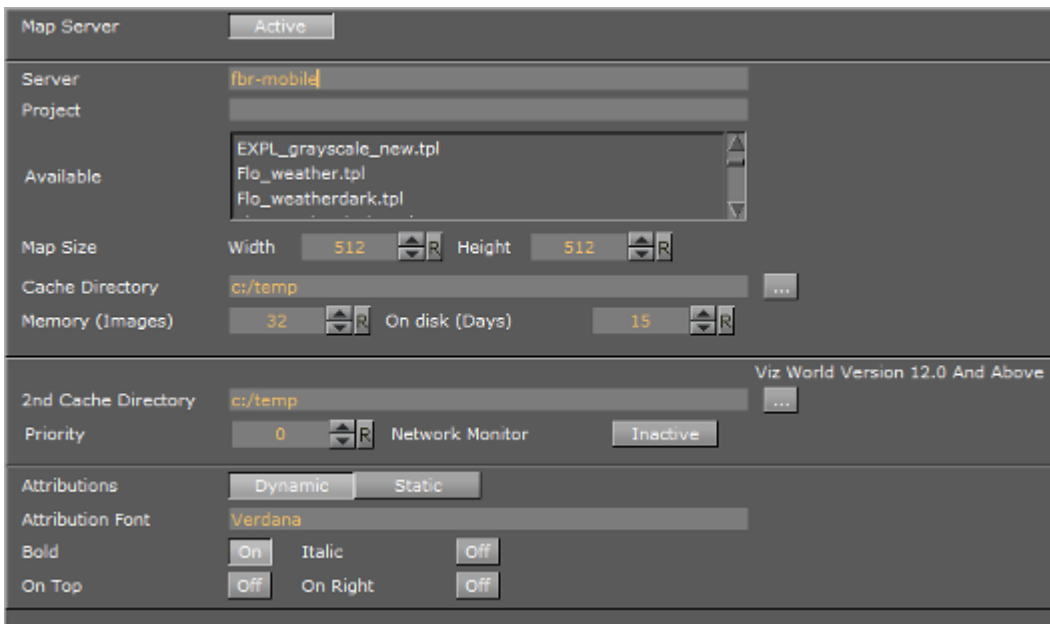 Map Server Active
Server fbr-mobile
Project
EXPL_grayscale_new.tpl
Available Flo_weather.tpl
Flo_weatherdark.tpl
Map Size Width 512 R Height 512 R
Cache Directory c:/temp ...
Memory (Images) 32 R On disk (Days) 15 R
Viz World Version 12.0 And Above
2nd Cache Directory c:/temp ...
Priority 0 R Network Monitor Inactive
Attributions Dynamic Static
Attribution Font Verdana
Bold On Italic Off
On Top Off On Right Off